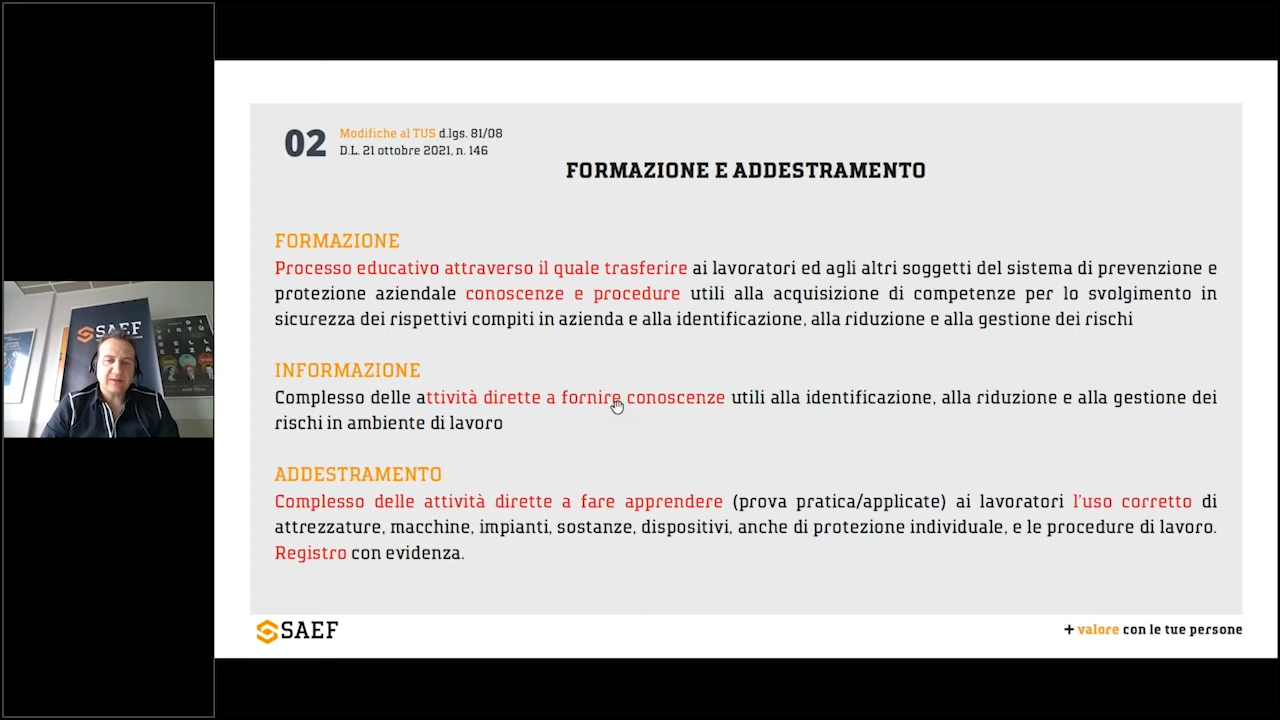 02
Modifiche al TUS d.lgs. 81/08
D.L. 21 ottobre 2021, n. 146
FORMAZIONE E ADDESTRAMENTO
FORMAZIONE
Processo educativo attraverso il quale trasferire ai lavoratori ed agli altri soggetti del sistema di prevenzione e
protezione aziendale conoscenze e procedure utili alla acquisizione di competenze per lo svolgimento in
sicurezza dei rispettivi compiti in azienda e alla identificazione, alla riduzione e alla gestione dei rischi
INFORMAZIONE
Complesso delle attività dirette a fornire conoscenze utili alla identificazione, alla riduzione e alla gestione dei
rischi in ambiente di lavoro
ADDESTRAMENTO
Complesso delle attività dirette a fare apprendere (prova pratica/applicate) ai lavoratori l'uso corretto di
attrezzature, macchine, impianti, sostanze, dispositivi, anche di protezione individuale, e le procedure di lavoro.
Registro con evidenza.
SAEF
+ valore con le tue persone
SAEF